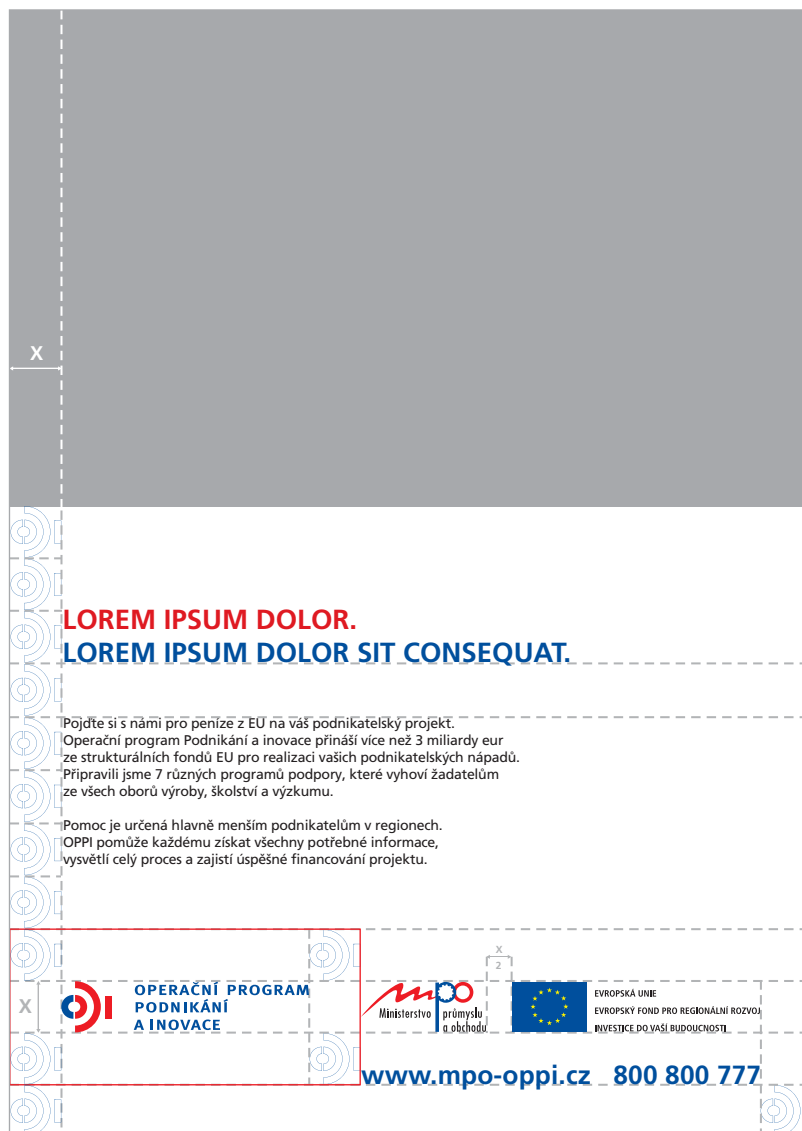 X
LOREM IPSUM DOLOR.
LOREM IPSUM DOLOR SIT CONSEQUAT.
Pojďte si s námi pro peníze z EU na váš podnikatelský projekt.
Operační program Podnikání a inovace přináší více než 3 miliardy eur
ze strukturálních fondů EU pro realizaci vašich podnikatelských nápadů.
Připravili jsme 7 různých programů podpory, které vyhoví žadatelům
ze všech oborů výroby, školství a výzkumu.
Pomoc je určená hlavně menším podnikatelům v regionech.
OPPI pomůže každému získat všechny potřebné informace,
vysvětlí celý proces a zajistí úspěšné financování projektu.
X
2
X
OPERAČNÍ PROGRAM
PODNIKÁNÍ
A INOVACE
mpo
Ministerstvo průmyslu
a obchodu
EVROPSKÁ UNIE
EVROPSKÝ FOND PRO REGIONÁLNÍ ROZVOJ
INVESTICE DO VAŠÍ BUDOUCNOSTI
www.mpo-oppi.cz 800 800 777